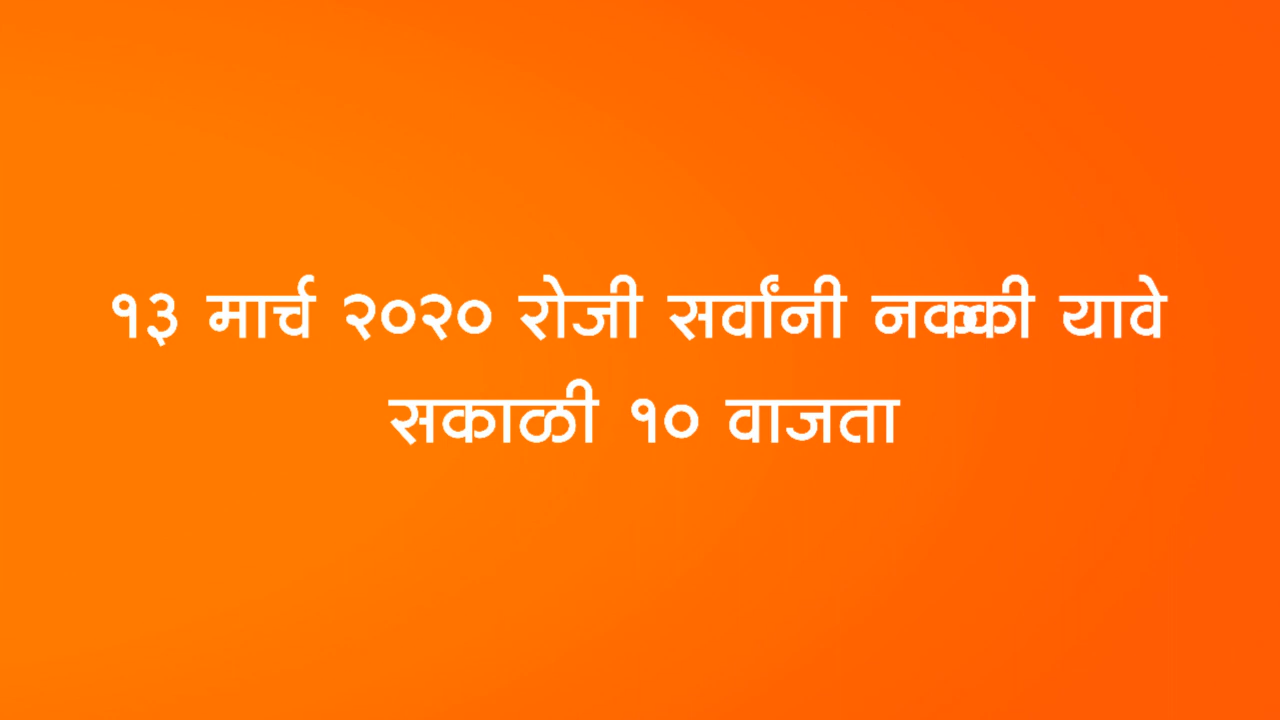 १३ मार्च २०२० रोजी सर्वांनी नक्की यावे
सकाळी १० वाजता